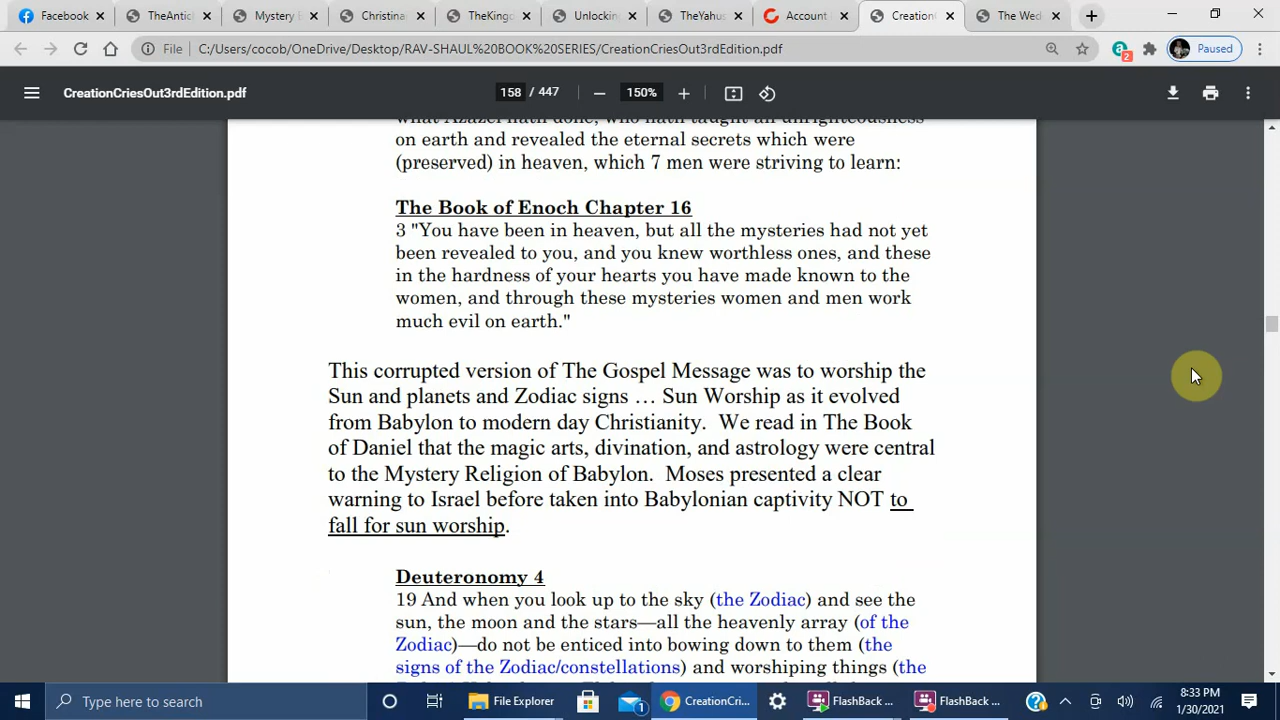 Facebook
TheAntic
Mystery
Christina
TheKing
Unlockin
TheYahus
Account
Creation
The Wed
File
C:/Users/cocob/OneDrive/Desktop/RAV-SHAUL%20BOOK%20SERIES/CreationCriesOut3rdEdition.pdf
2
Paused
CreationCriesOut3rdEdition.pdf
158 / 447
150%
what Azazel hath done, who hath taught all unrighteousness
on earth and revealed the eternal secrets which were
(preserved) in heaven, which 7 men were striving to learn:
The Book of Enoch Chapter 16
3 "You have been in heaven, but all the mysteries had not yet
been revealed to you, and you knew worthless ones, and these
in the hardness of your hearts you have made known to the
women, and through these mysteries women and men work
much evil on earth."
This corrupted version of The Gospel Message was to worship the
Sun and planets and Zodiac signs … Sun Worship as it evolved
from Babylon to modern day Christianity. We read in The Book
of Daniel that the magic arts, divination, and astrology were central
to the Mystery Religion of Babylon. Moses presented a clear
warning to Israel before taken into Babylonian captivity NOT to
fall for sun worship.
Deuteronomy 4
19 And when you look up to the sky (the Zodiac) and see the
sun, the moon and the stars—all the heavenly array (of the
Zodiac)—do not be enticed into bowing down to them (the
signs of the Zodiac/constellations) and worshiping things (the
Type here to search
File Explorer
1
CreationCri...
FlashBack ...
FlashBack ...
8:33 PM
1/30/2021